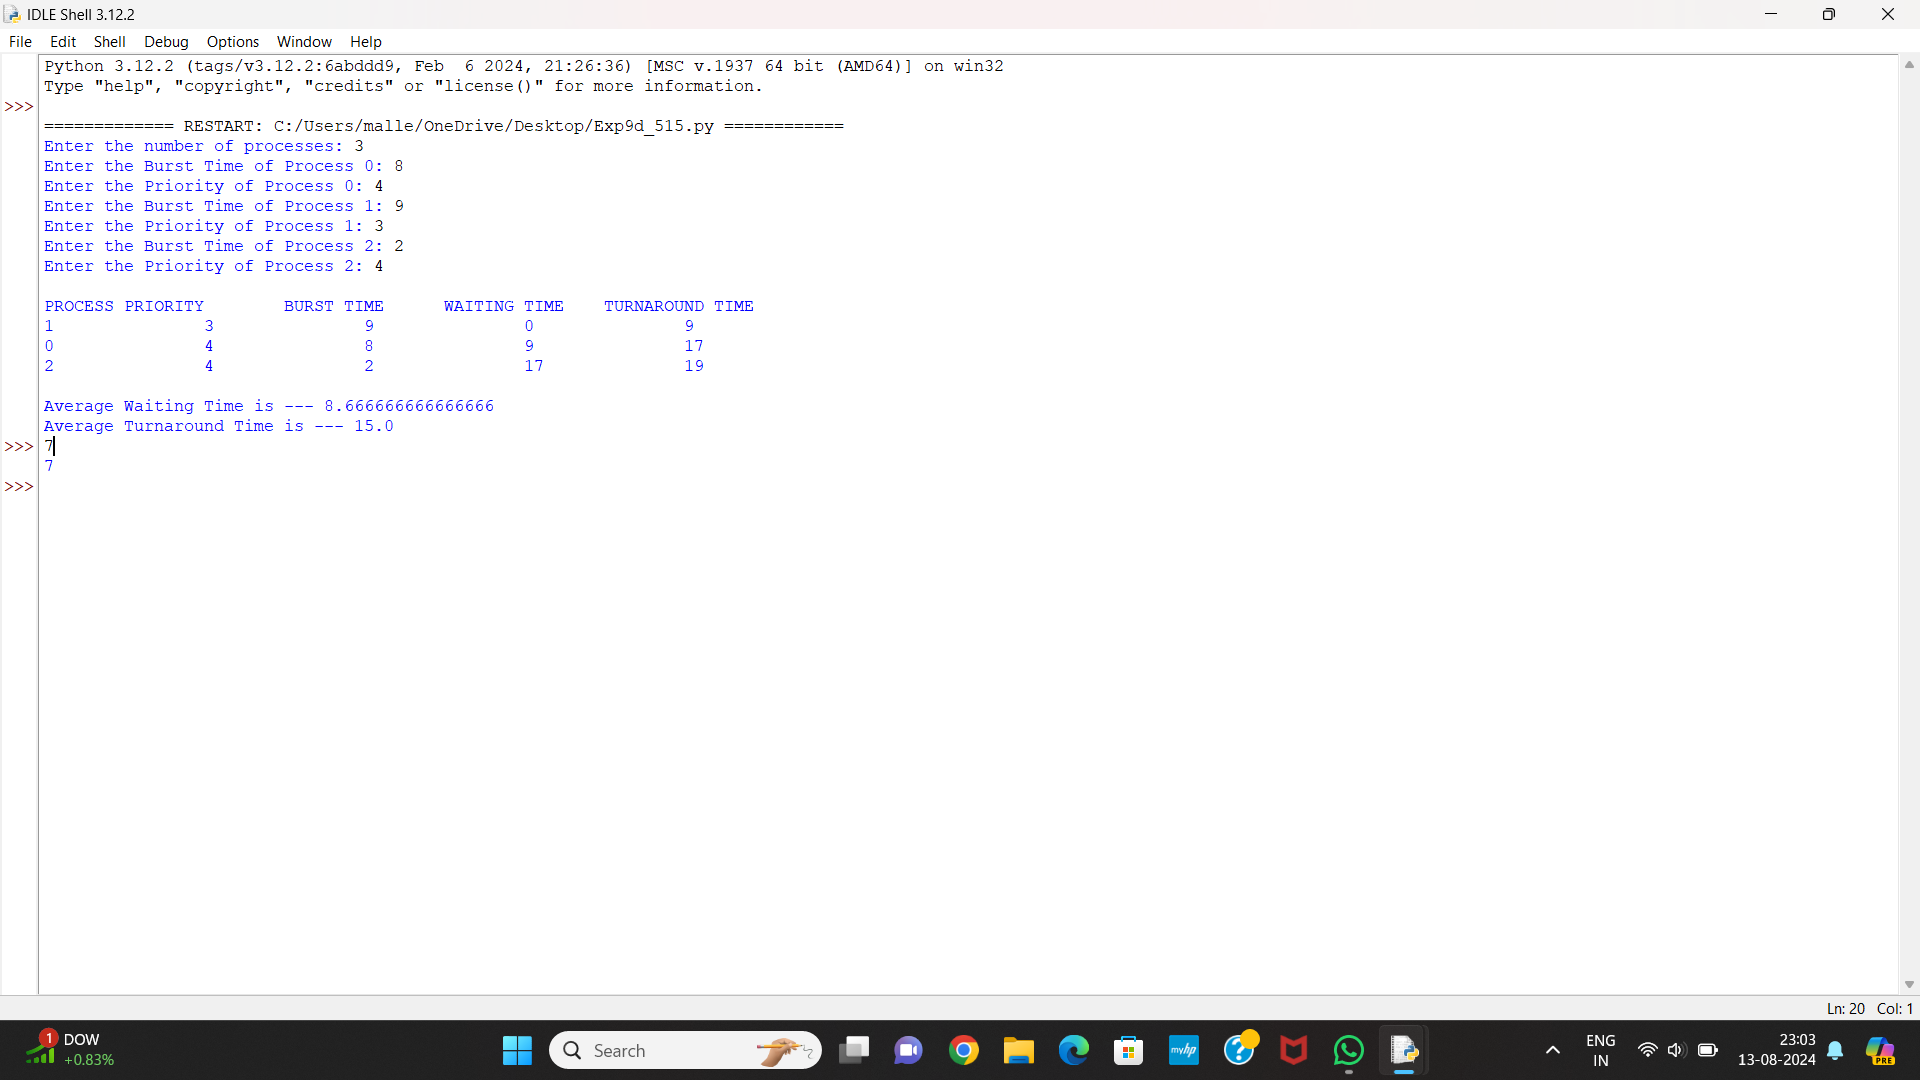 IDLE Shell 3.12.2
File Edit Shell Debug Options Window Help
Python 3.12.2 (tags/v3.12.2:6abddd9, Feb  6 2024, 21:26:36) [MSC v.1937 64 bit (AMD64)] on win32
Type "help", "copyright", "credits" or "license()" for more information.
>>>
============= RESTART: C:/Users/malle/OneDrive/Desktop/Exp9d_515.py ============
Enter the number of processes: 3
Enter the Burst Time of Process 0: 8
Enter the Priority of Process 0: 4
Enter the Burst Time of Process 1: 9
Enter the Priority of Process 1: 3
Enter the Burst Time of Process 2: 2
Enter the Priority of Process 2: 4
PROCESS PRIORITY        BURST TIME      WAITING TIME    TURNAROUND TIME
1               3               9               0               9
0               4               8               9               17
2               4               2               17              19
Average Waiting Time is --- 8.666666666666666
Average Turnaround Time is --- 15.0
>>> 7
7
>>>
Ln: 20 Col: 1
1 DOW
+0.83%
Search
myhp
ENG
IN
23:03
13-08-2024
PRE